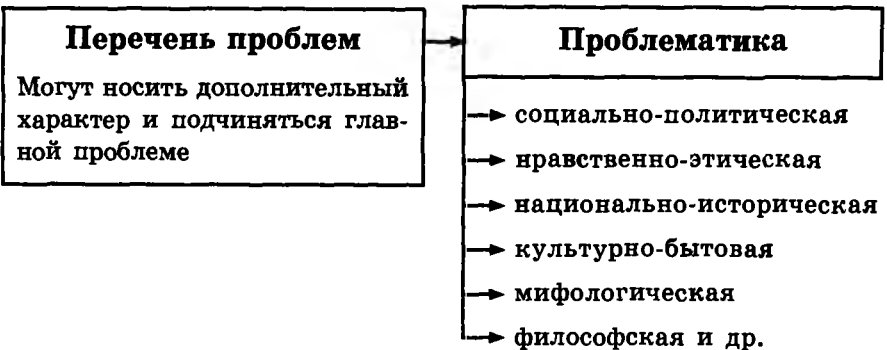 Перечень проблем
Могут носить дополнительный
характер и подчиняться глав-
ной проблеме
Проблематика
социально-политическая
нравственно-этическая
национально-историческая
культурно-бытовая
мифологическая
философская и др.